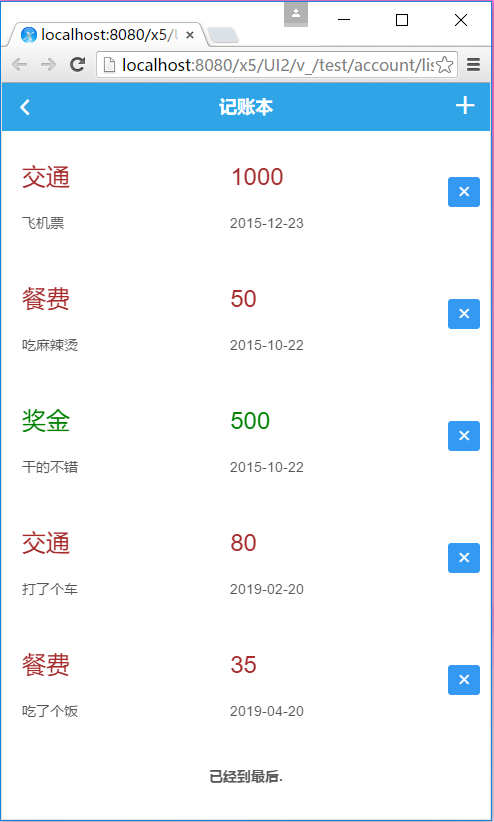 localhost:8080/x5/U
localhost:8080/x5/UI2/v_/test/account/lis
记账本
交通 1000
飞机票 2015-12-23
餐费 50
吃麻辣烫 2015-10-22
奖金 500
干的不错 2015-10-22
交通 80
打了个车 2019-02-20
餐费 35
吃了个饭 2019-04-20
已经到最后.